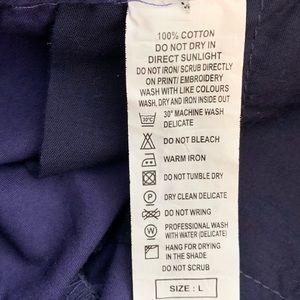 100% COTTON
DO NOT DRY IN
DIRECT SUNLIGHT
DO NOT IRON/ SCRUB DIRECTLY
ON PRINT/ EMBROIDERY
WASH WITH LIKE COLOURS
WASH, DRY AND IRON INSIDE OUT
30° 30° MACHINE WASH
DELICATE
DO NOT BLEACH
WARM IRON
DO NOT TUMBLE DRY
P DRY CLEAN DELICATE
DO NOT WRING
W PROFESSIONAL WASH
WITH WATER (DELICATE)
HANG FOR DRYING
IN THE SHADE
DO NOT SCRUB
SIZE : L